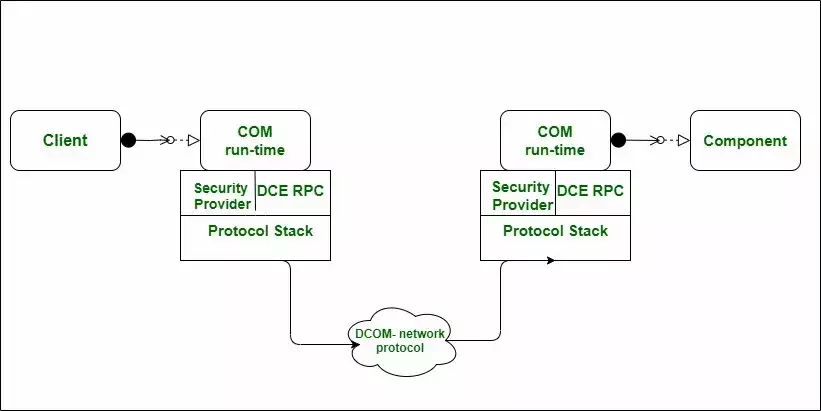 Client
COM
run-time
Security
Provider
DCE RPC
Protocol Stack
DCOM- network
protocol
COM
run-time
Security
Provider
DCE RPC
Protocol Stack
Component